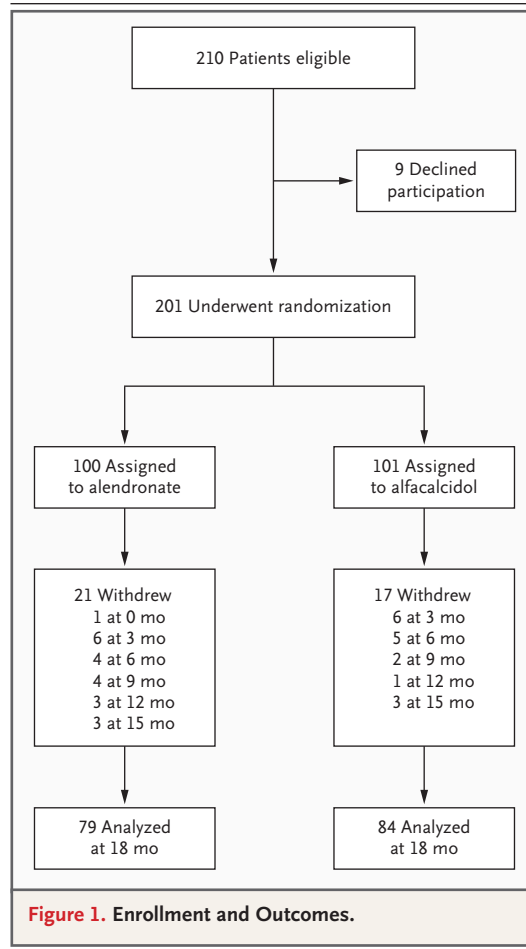 210 Patients eligible
9 Declined
participation
201 Underwent randomization
100 Assigned
to alendronate
101 Assigned
to alfacalcidol
21 Withdrew
1 at 0 mo
6 at 3 mo
4 at 6 mo
4 at 9 mo
3 at 12 mo
3 at 15 mo
17 Withdrew
6 at 3 mo
5 at 6 mo
2 at 9 mo
1 at 12 mo
3 at 15 mo
79 Analyzed
at 18 mo
84 Analyzed
at 18 mo
Figure 1. Enrollment and Outcomes.